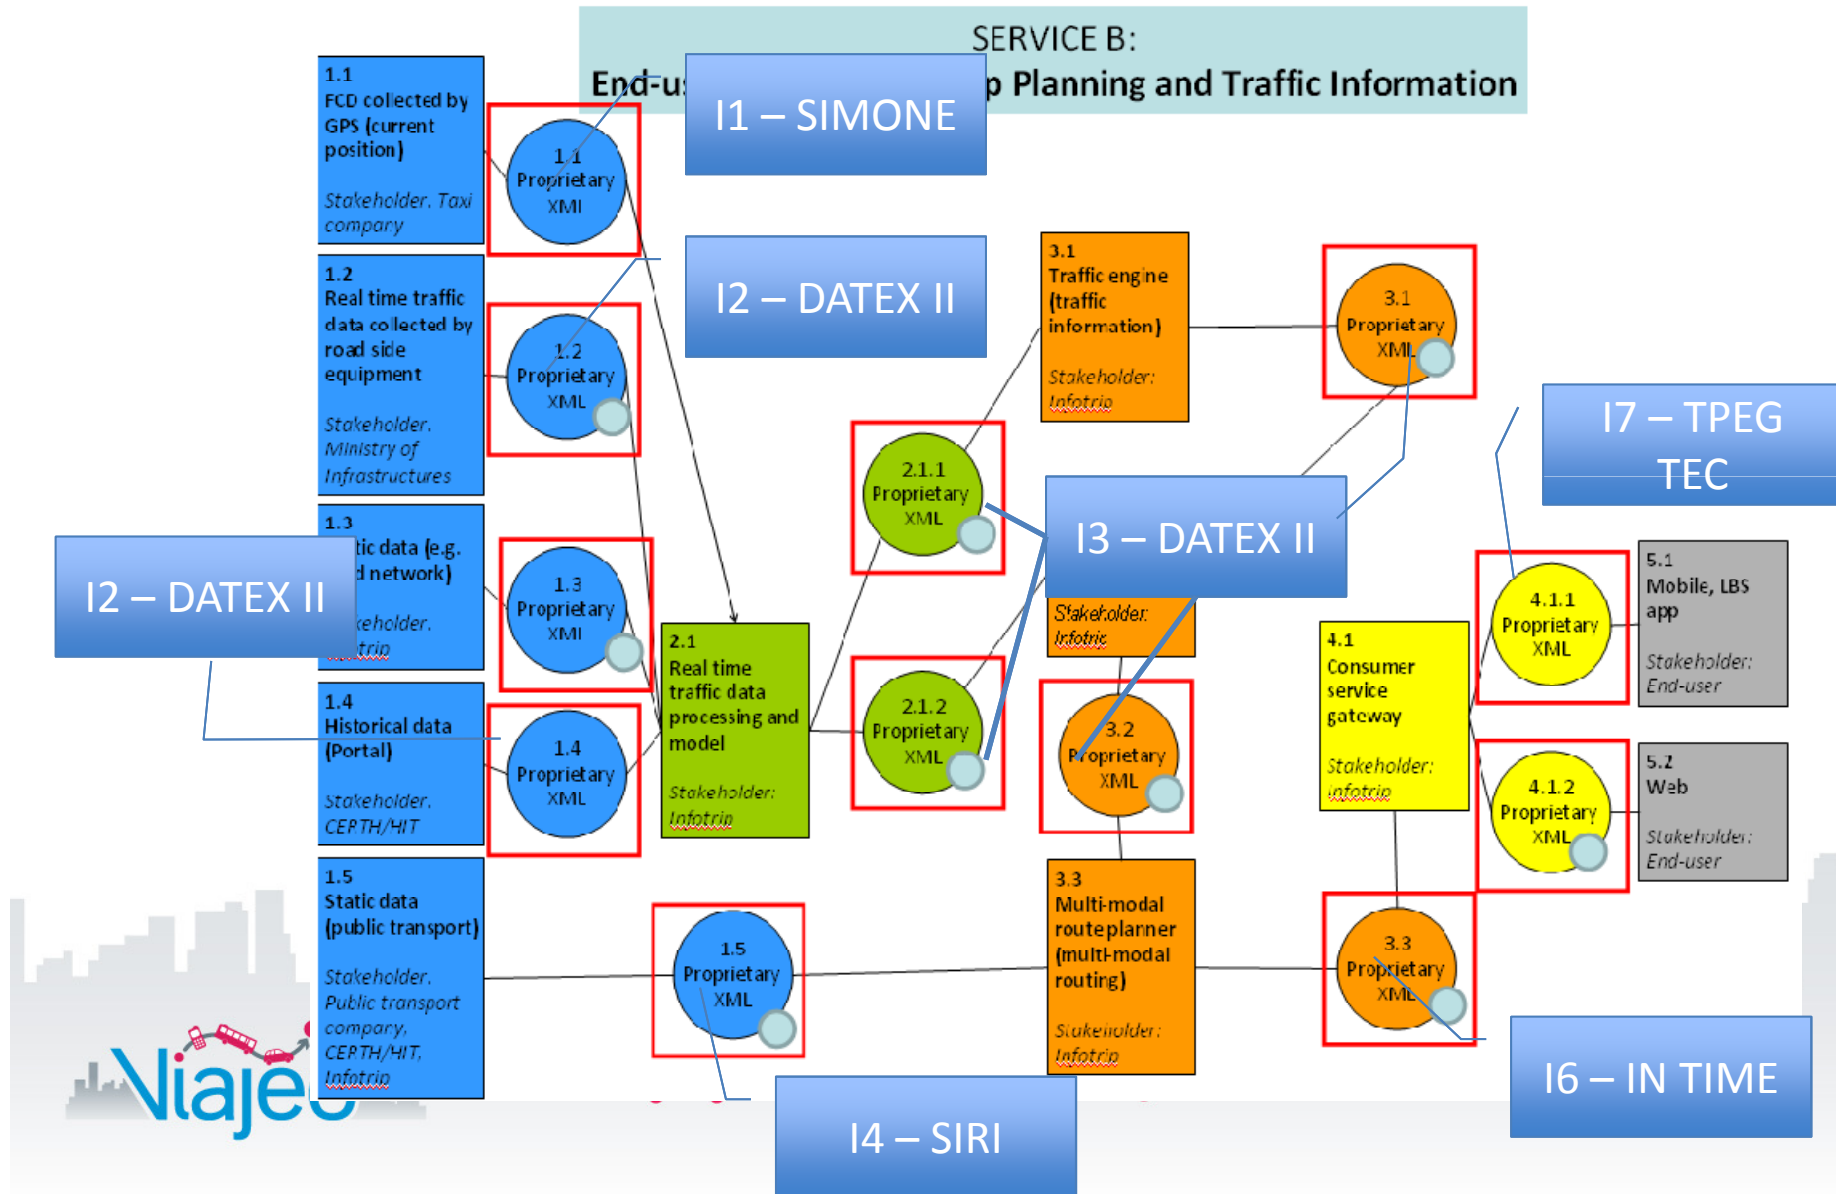 SERVICE B:
End-u
p Planning and Traffic Information
I1 – SIMONE
I2 – DATEX II
1.1
FCD collected by
GPS (current
position)
Stakeholder. Taxi
company
1.1
Proprietary
XMl
1.2
Real time traffic
data collected by
road side
equipment
Stakeholder.
Ministry of
Infrastructures
1.2
Proprietary
XML
1.3
tic data (e.g.
d network)
keholder.
Infotrip
1.3
Proprietary
XMl
I2 – DATEX II
1.4
Historical data
(Portal)
Stakeholder.
CERTH/HIT
1.4
Proprietary
XML
1.5
Static data
(public transport)
Stakeholder.
Public transport
company,
CERTH/HIT,
Infotrip
1.5
Proprietary
XML
I4 – SIRI
2.1
Real time
traffic data
processing and
model
Stakeholder:
Infotrip
2.1.1
Proprietary
XML
2.1.2
Proprietary
XML
3.1
Traffic engine
(traffic
information)
Stakeholder:
Infotrip
3.1
Proprietary
XML
I3 – DATEX II
Stakeholder:
Infotrip
3.2
Proprietary
XML
3.3
Multi-modal
route planner
(multi-modal
routing)
Stakeholder:
Infotrip
3.3
Proprietary
XML
I6 – IN TIME
4.1
Consumer
service
gateway
Stakeholder:
Infotrip
I7 – TPEG
TEC
4.1.1
Proprietary
XML
4.1.2
Proprietary
XML
5.1
Mobile, LBS
app
Stakeholder:
End-user
5.2
Web
Stakeholder:
End-user
Viajeo